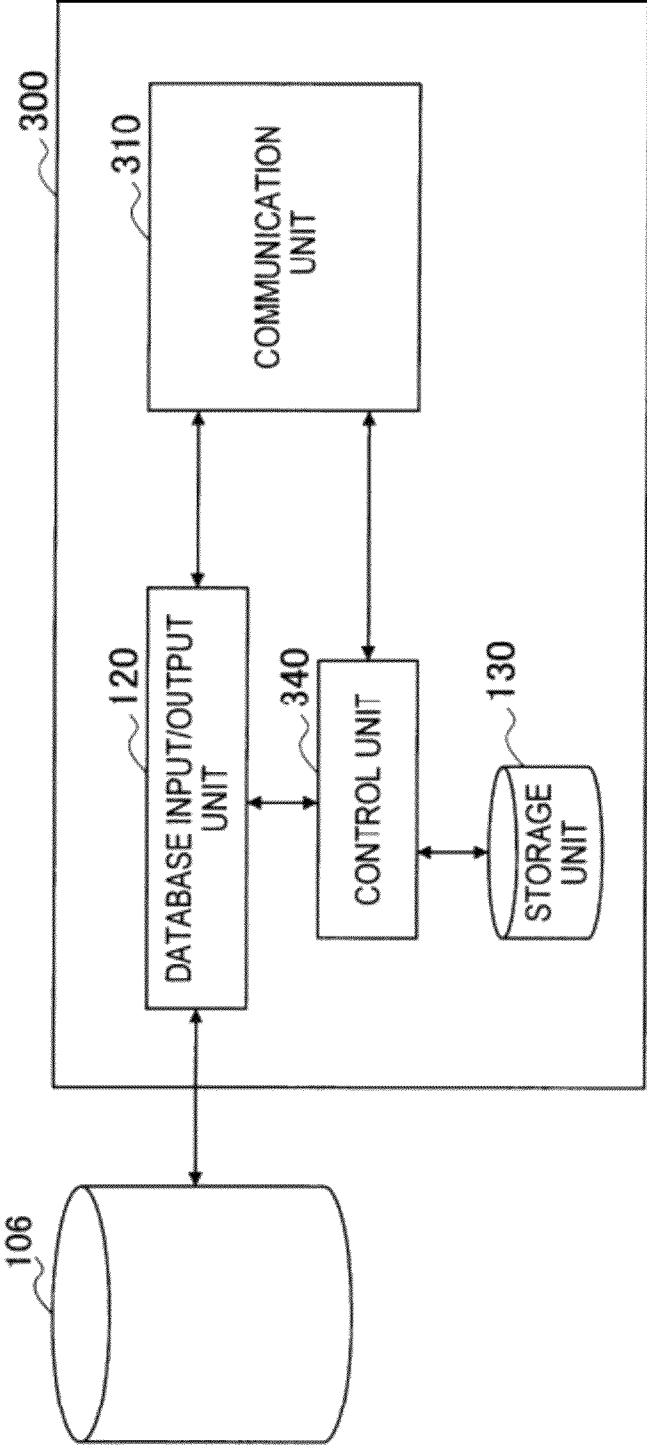 300
310
COMMUNICATION
UNIT
120
DATABASE INPUT/OUTPUT
UNIT
340
CONTROL UNIT
130
STORAGE
UNIT
106